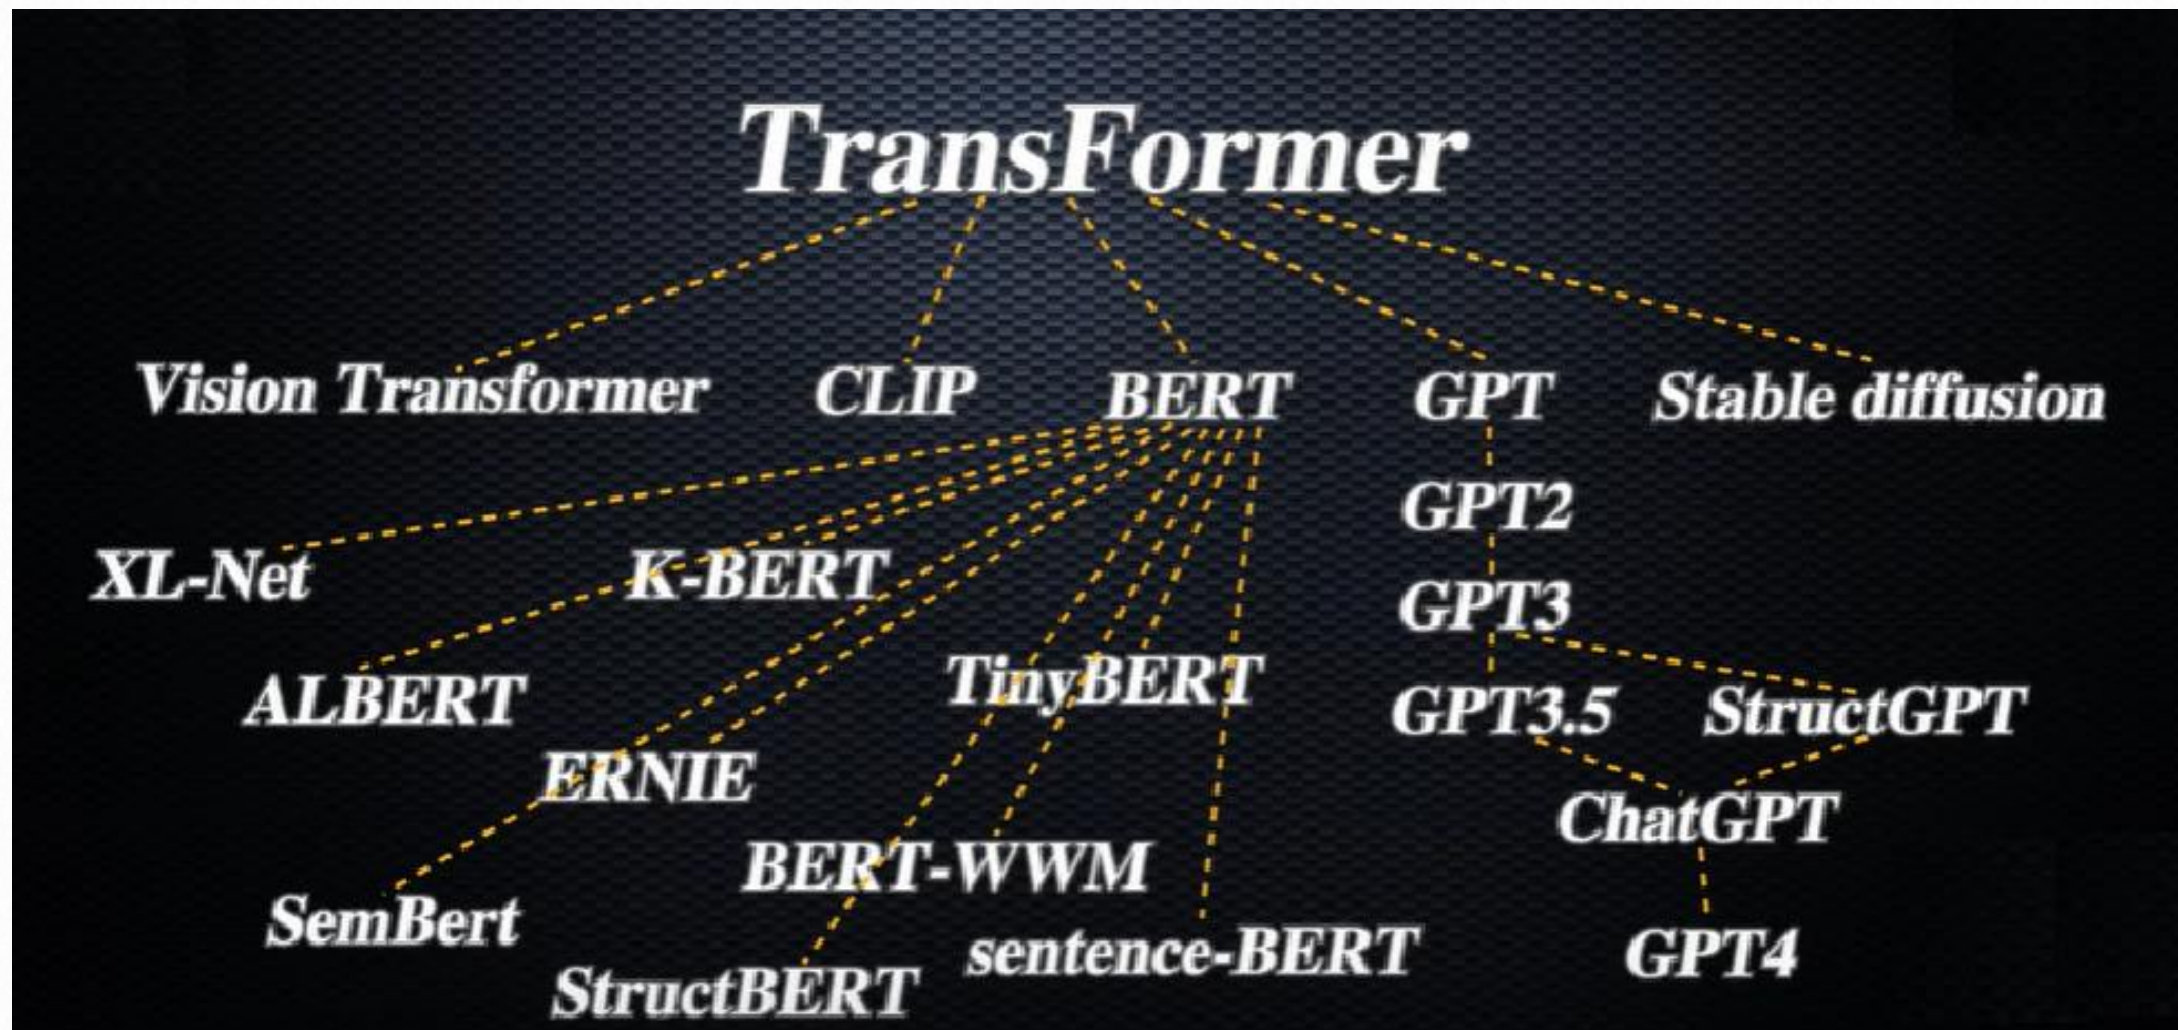 TransFormer
Vision Transformer
CLIP
BERT
GPT
Stable diffusion
GPT2
XL-Net
K-BERT
GPT3
ALBERT
TinyBERT
GPT3.5
StructGPT
ERNIE
ChatGPT
BERT-WWM
SemBert
sentence-BERT
GPT4
StructBERT